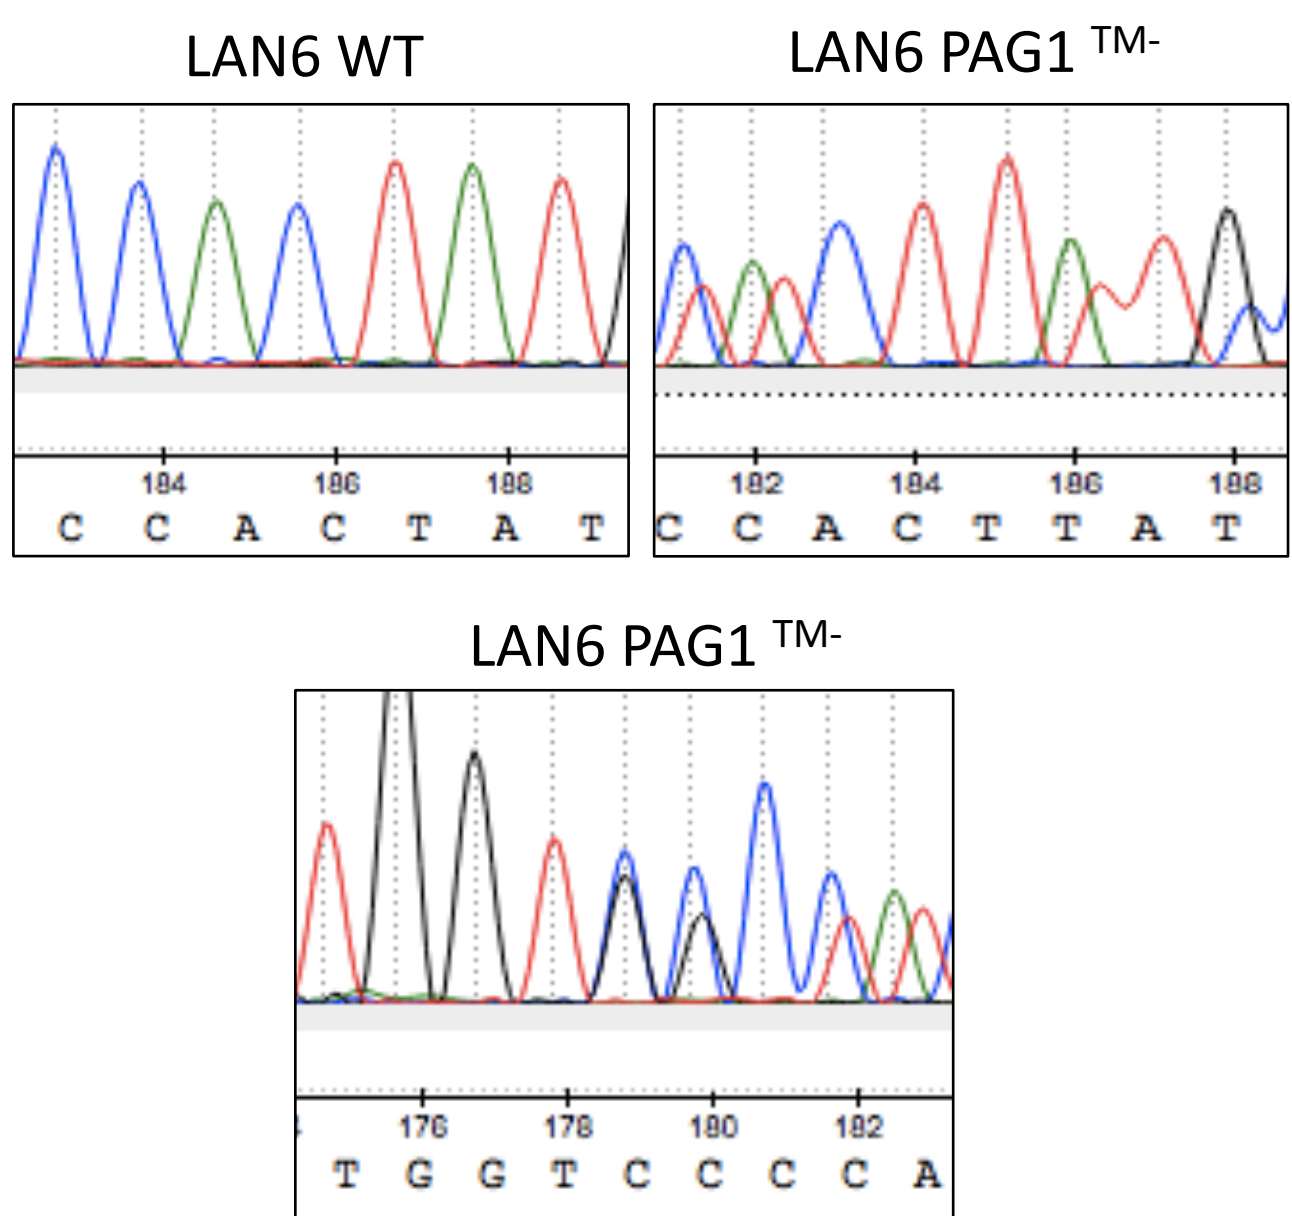 LAN6 WT
LAN6 PAG1 TM-
184 186 188
C C A C T A T
182 184 186 188
C C A C T T A T
LAN6 PAG1 TM-
176 178 180 182
T G G T C C C C A